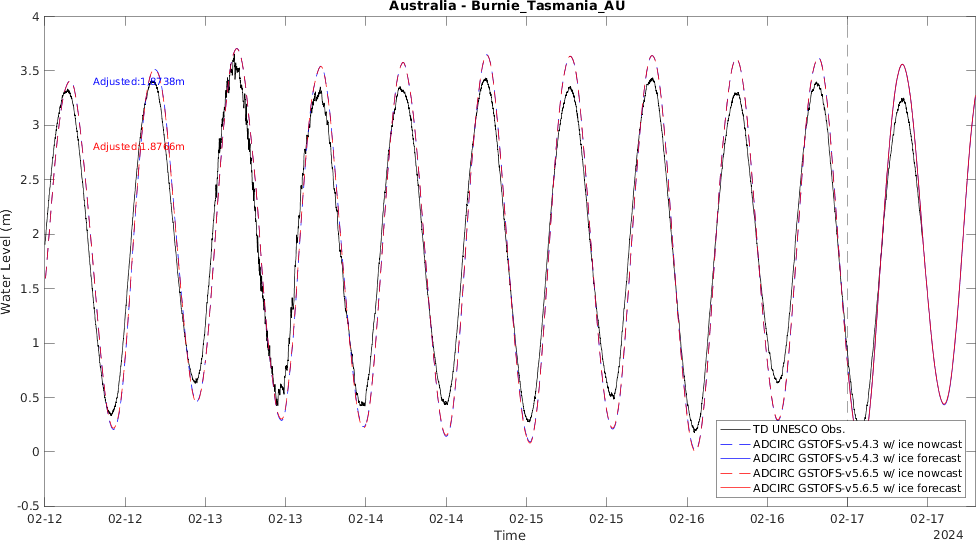 Australia - Burnie_Tasmania_AU
4
3.5
3
2.5
2
1.5
1
0.5
0
-0.5
Water Level (m)
Adjusted:1.8738m
Adjusted:1.8766m
TD UNESCO Obs.
ADCIRC GSTOFS-v5.4.3 w/ ice nowcast
ADCIRC GSTOFS-v5.4.3 w/ ice forecast
ADCIRC GSTOFS-v5.6.5 w/ ice nowcast
ADCIRC GSTOFS-v5.6.5 w/ ice forecast
02-12 02-12 02-13 02-13 02-14 02-14 02-15 02-15 02-16 02-16 02-17 02-17
Time
2024